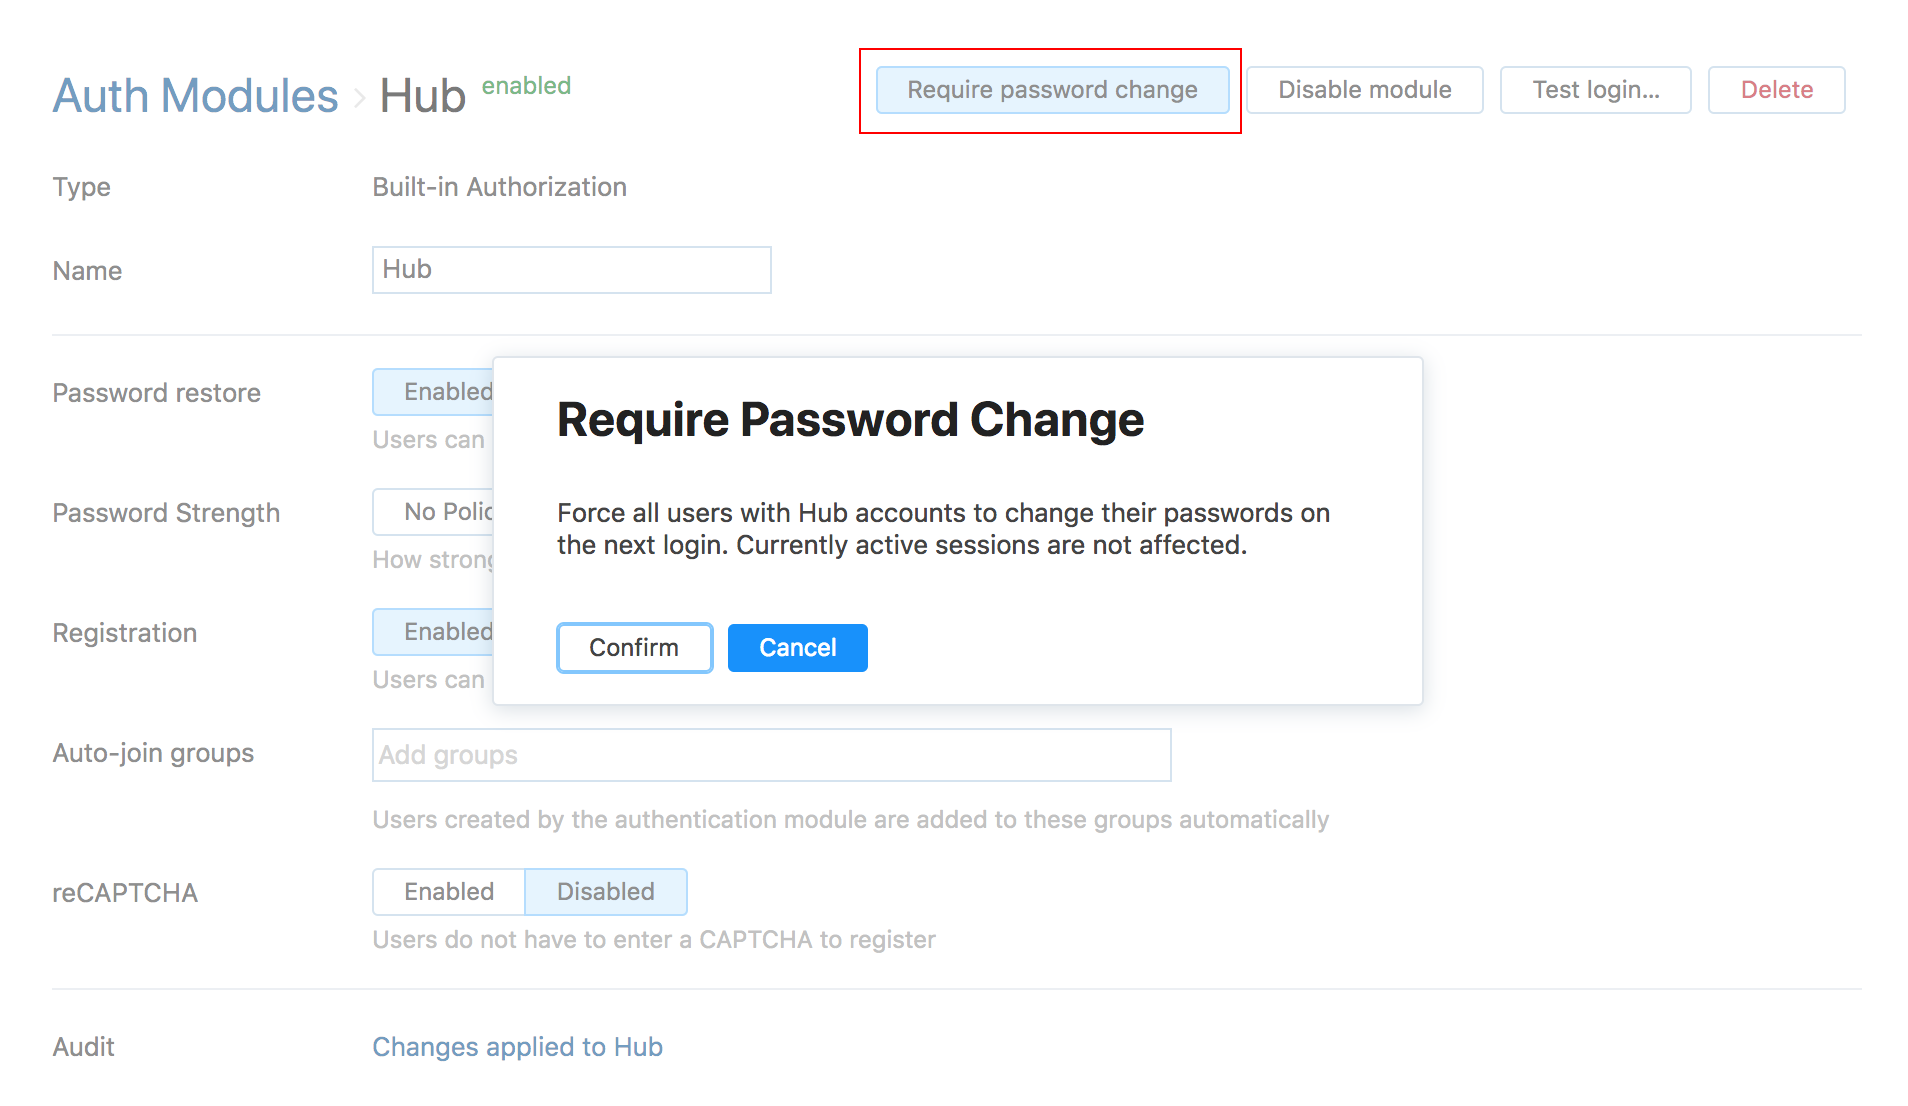 Auth Modules > Hub enabled
Require password change
Disable module
Test login...
Delete
Type
Built-in Authorization
Name
Hub
Password restore
Enabled
Users can
Password Strength
No Polic
How strong
Registration
Enabled
Users can
Require Password Change
Force all users with Hub accounts to change their passwords on
the next login. Currently active sessions are not affected.
Confirm
Cancel
Auto-join groups
Add groups
Users created by the authentication module are added to these groups automatically
reCAPTCHA
Enabled
Disabled
Users do not have to enter a CAPTCHA to register
Audit
Changes applied to Hub